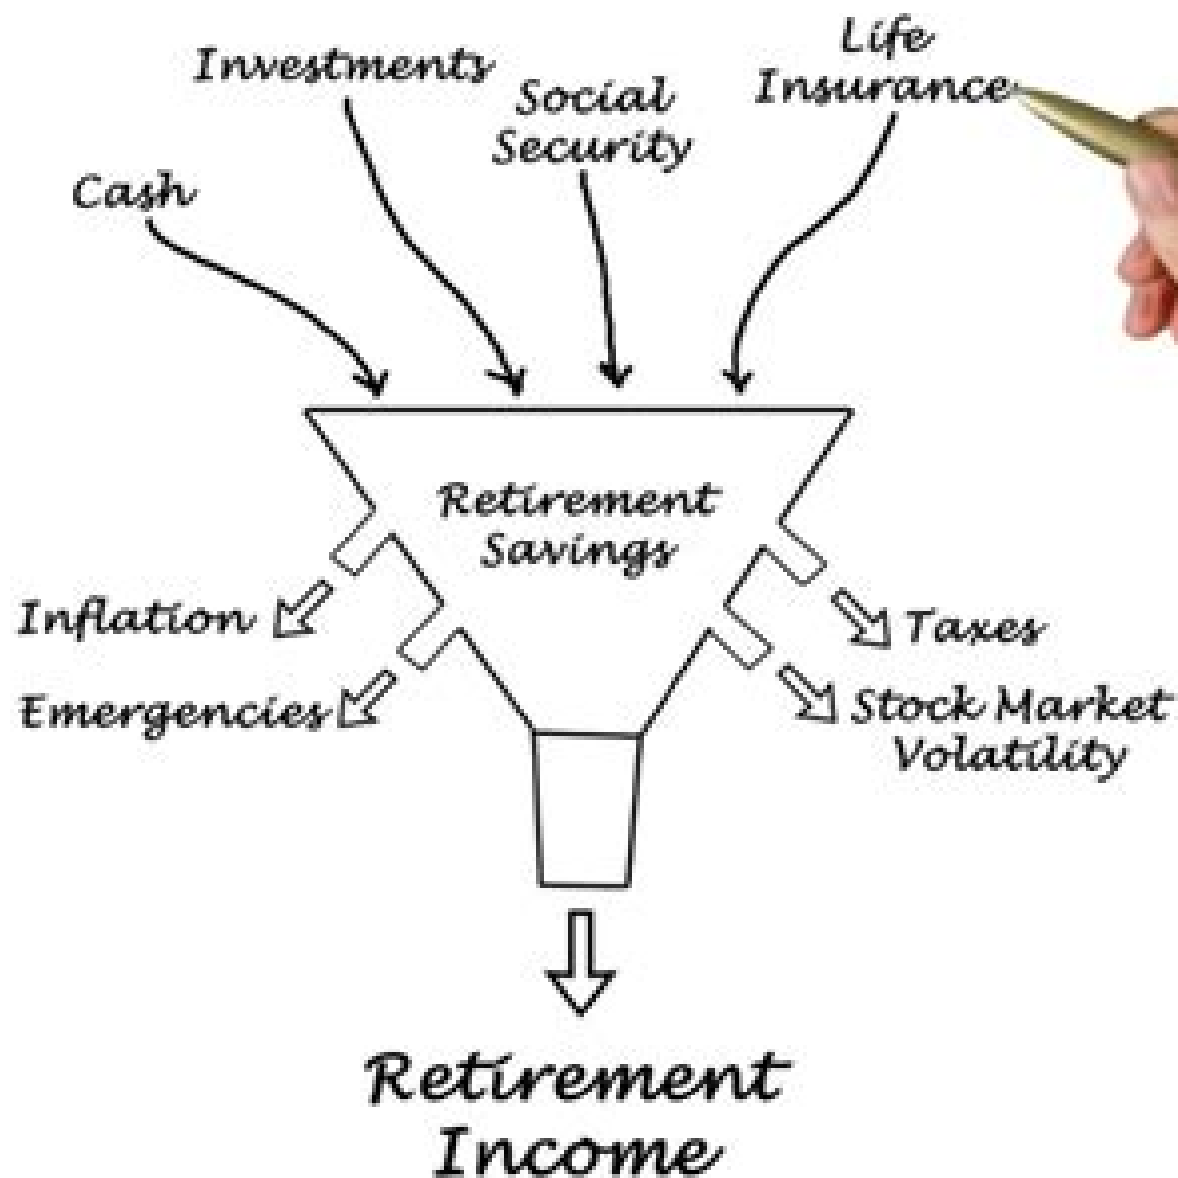 Life
Insurance
Investments
Social
Security
Cash
Retirement
Savings
Inflation
Taxes
Emergencies
Stock Market
Volatility
Retirement
Income